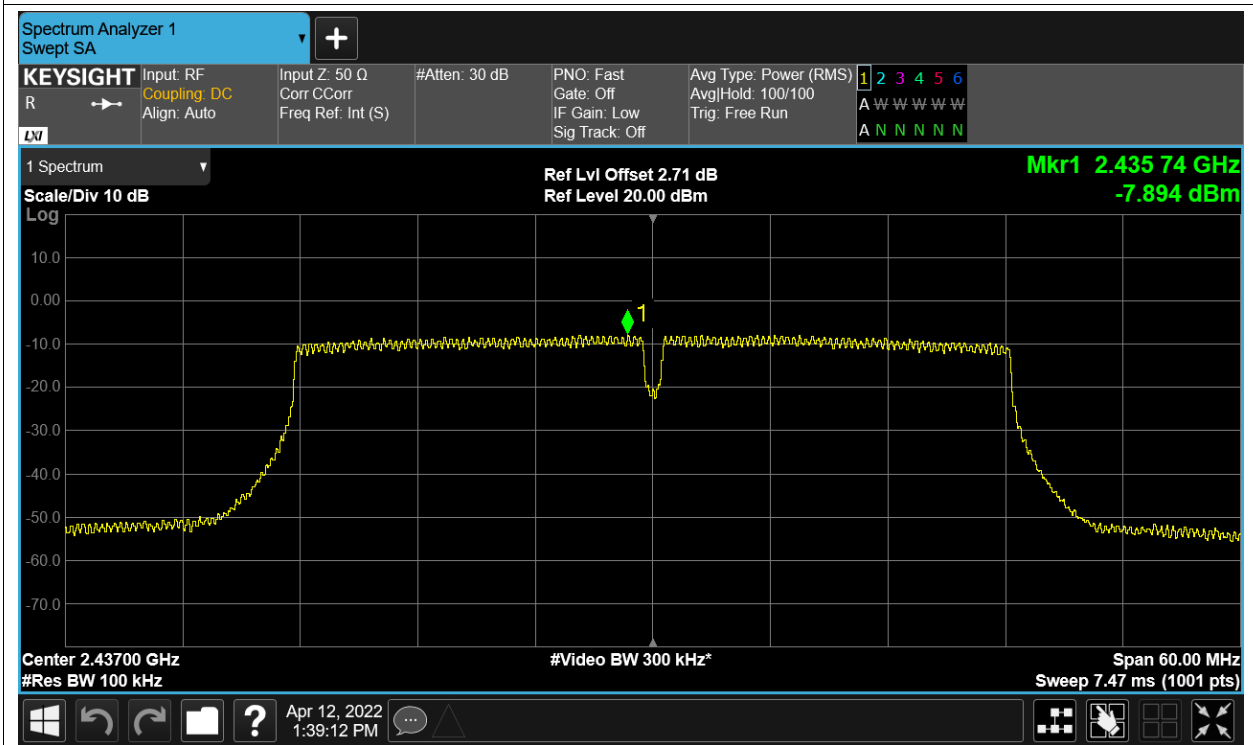 Spectrum Analyzer 1
Swept SA
KEYSIGHT Input: RF Input Z: 50 Ω #Atten: 30 dB PNO: Fast Avg Type: Power (RMS) 1 2 3 4 5 6
R Coupling: DC Corr CCorr Gate: Off Avg|Hold: 100/100 A W W W W W
Align: Auto Freq Ref: Int (S) IF Gain: Low Trig: Free Run
LXI Sig Track: Off A N N N N N
1 Spectrum Ref Lvl Offset 2.71 dB Mkr1 2.435 74 GHz
Scale/Div 10 dB Ref Level 20.00 dBm -7.894 dBm
Log
10.0
0.00
1
-10.0
-20.0
-30.0
-40.0
-50.0
-60.0
-70.0
Center 2.43700 GHz #Video BW 300 kHz* Span 60.00 MHz
#Res BW 100 kHz Sweep 7.47 ms (1001 pts)
? Apr 12, 2022
1:39:12 PM